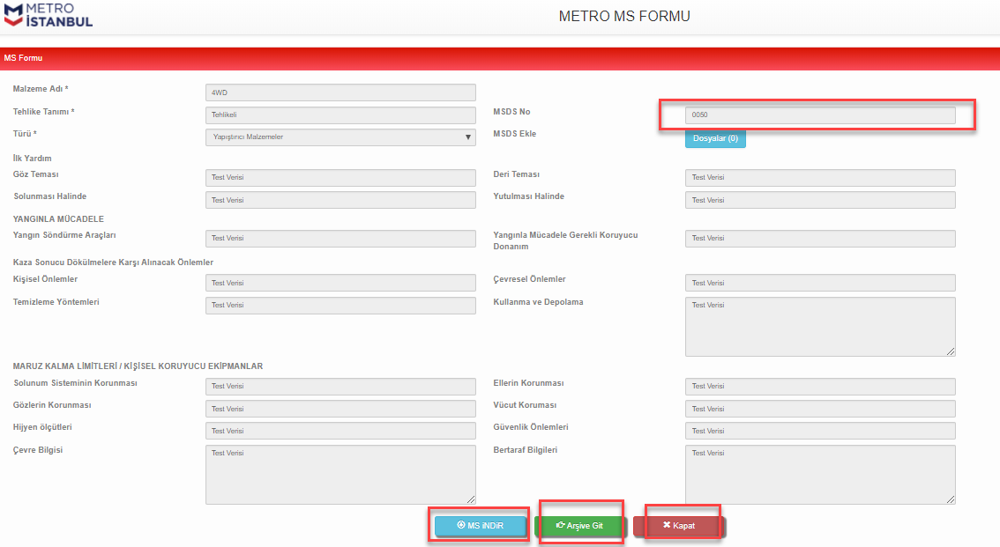 METRO
İSTANBUL
METRO MS FORMU
MS Formu
Malzeme Adı *
4WD
Tehlike Tanımı *
Tehlikeli
MSDS No
0050
Türü *
Yapıştırıcı Malzemeler
MSDS Ekle
Dosyalar (0)
İlk Yardım
Göz Teması
Test Verisi
Deri Teması
Test Verisi
Solunması Halinde
Test Verisi
Yutulması Halinde
Test Verisi
YANGINLA MÜCADELE
Yangın Söndürme Araçları
Test Verisi
Yangınla Mücadele Gerekli Koruyucu
Donanım
Test Verisi
Kaza Sonucu Dökülmelere Karşı Alınacak Önlemler
Kişisel Önlemler
Test Verisi
Çevresel Önlemler
Test Verisi
Temizleme Yöntemleri
Test Verisi
Kullanma ve Depolama
Test Verisi
MARUZ KALMA LİMİTLERİ / KİŞİSEL KORUYUCU EKİPMANLAR
Solunum Sisteminin Korunması
Test Verisi
Ellerin Korunması
Test Verisi
Gözlerin Korunması
Test Verisi
Vücut Koruması
Test Verisi
Hijyen ölçütleri
Test Verisi
Güvenlik Önlemleri
Test Verisi
Çevre Bilgisi
Test Verisi
Bertaraf Bilgileri
Test Verisi
MS iNDiR
Arşive Git
Kapat